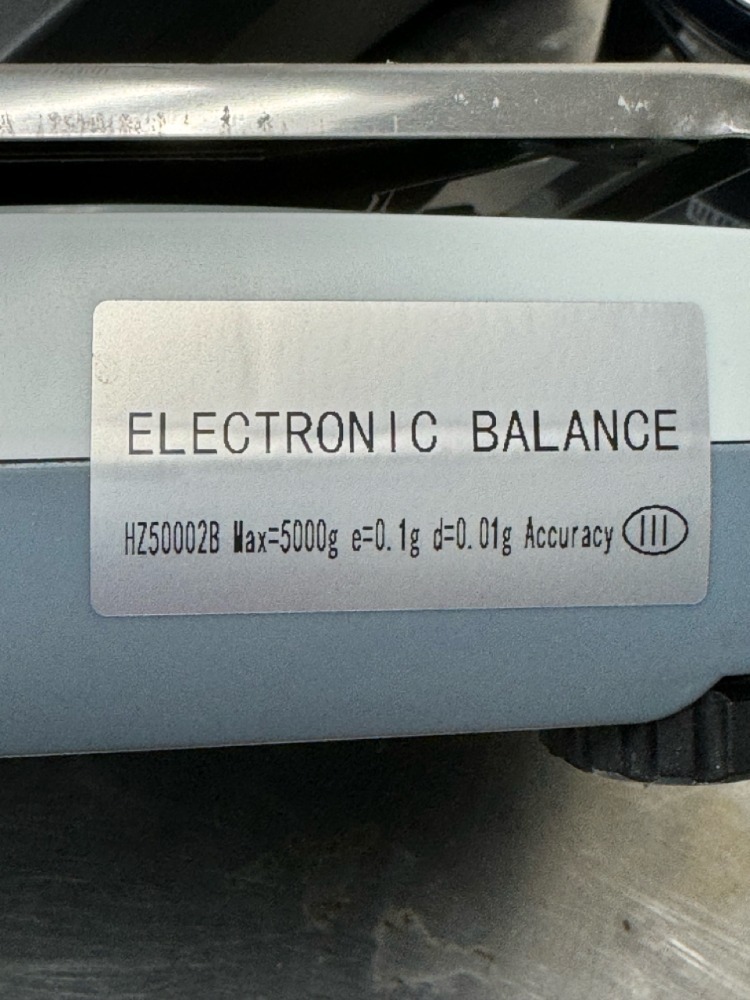 ELECTRONIC BALANCE
HZ50002B Max=5000g e=0.1g d=0.01g Accuracy III